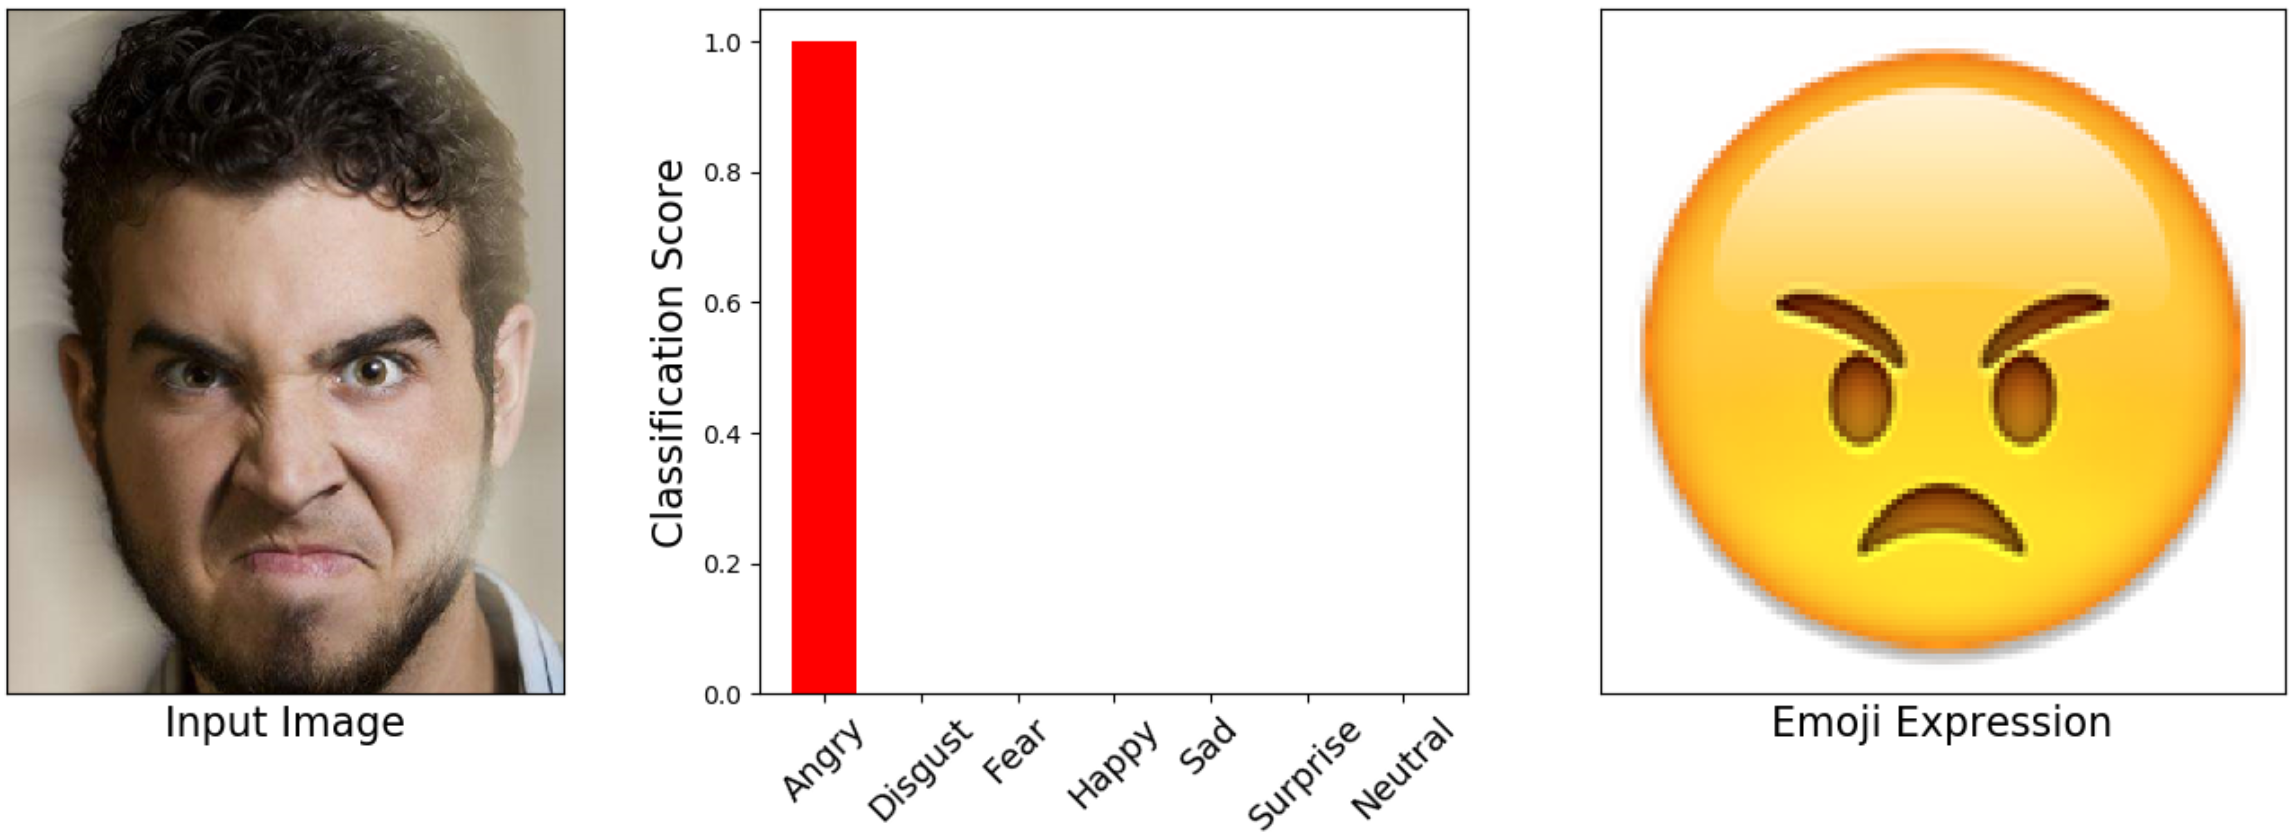 Input Image
Classification Score
1.0
0.8
0.6
0.4
0.2
0.0
Angry
Disgust
Fear
Happy
Sad
Surprise
Neutral
Emoji Expression